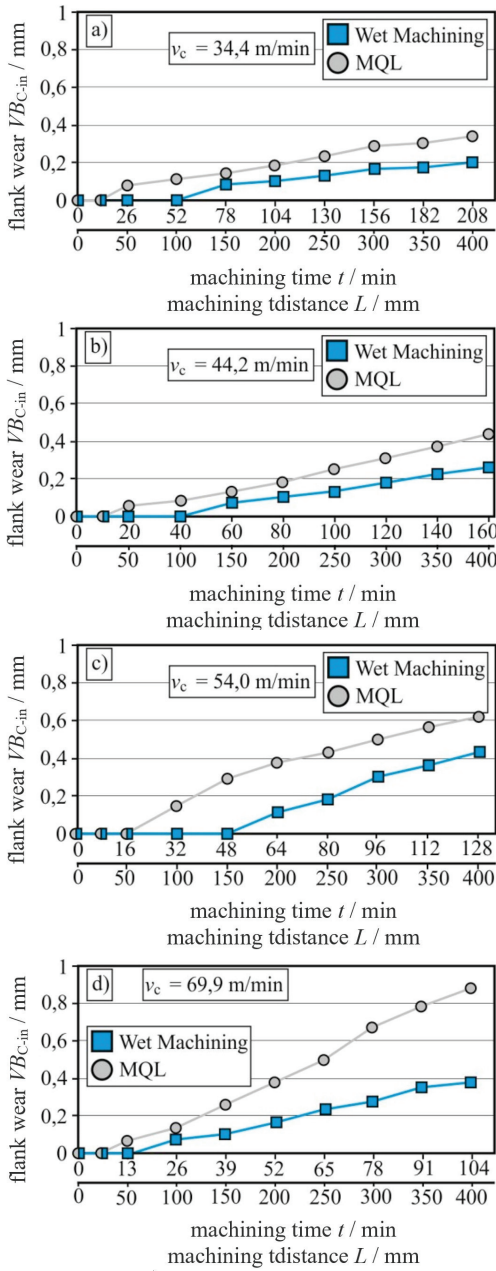 a)
v_c = 34,4 m/min
Wet Machining
MQL
flank wear VB_C-in / mm
1
0,8
0,6
0,4
0,2
0
0 26 52 78 104 130 156 182 208
0 50 100 150 200 250 300 350 400
machining time t / min
machining tdistance L / mm
b)
v_c = 44,2 m/min
Wet Machining
MQL
flank wear VB_C-in / mm
1
0,8
0,6
0,4
0,2
0
0 20 40 60 80 100 120 140 160
0 50 100 150 200 250 300 350 400
machining time t / min
machining tdistance L / mm
c)
v_c = 54,0 m/min
Wet Machining
MQL
flank wear VB_C-in / mm
1
0,8
0,6
0,4
0,2
0
0 16 32 48 64 80 96 112 128
0 50 100 150 200 250 300 350 400
machining time t / min
machining tdistance L / mm
d)
v_c = 69,9 m/min
Wet Machining
MQL
flank wear VB_C-in / mm
1
0,8
0,6
0,4
0,2
0
0 13 26 39 52 65 78 91 104
0 50 100 150 200 250 300 350 400
machining time t / min
machining tdistance L / mm